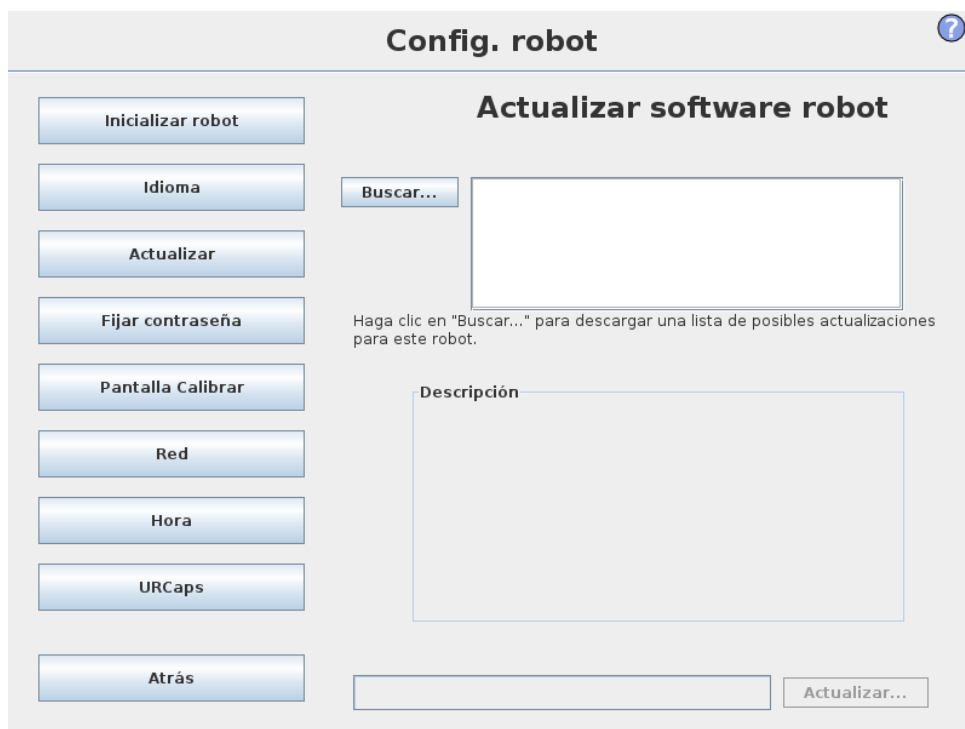 Config. robot
?
Inicializar robot
Idioma
Actualizar
Fijar contraseña
Pantalla Calibrar
Red
Hora
URCaps
Atrás
Actualizar software robot
Buscar...
Haga clic en "Buscar..." para descargar una lista de posibles actualizaciones
para este robot.
Descripción
Actualizar...